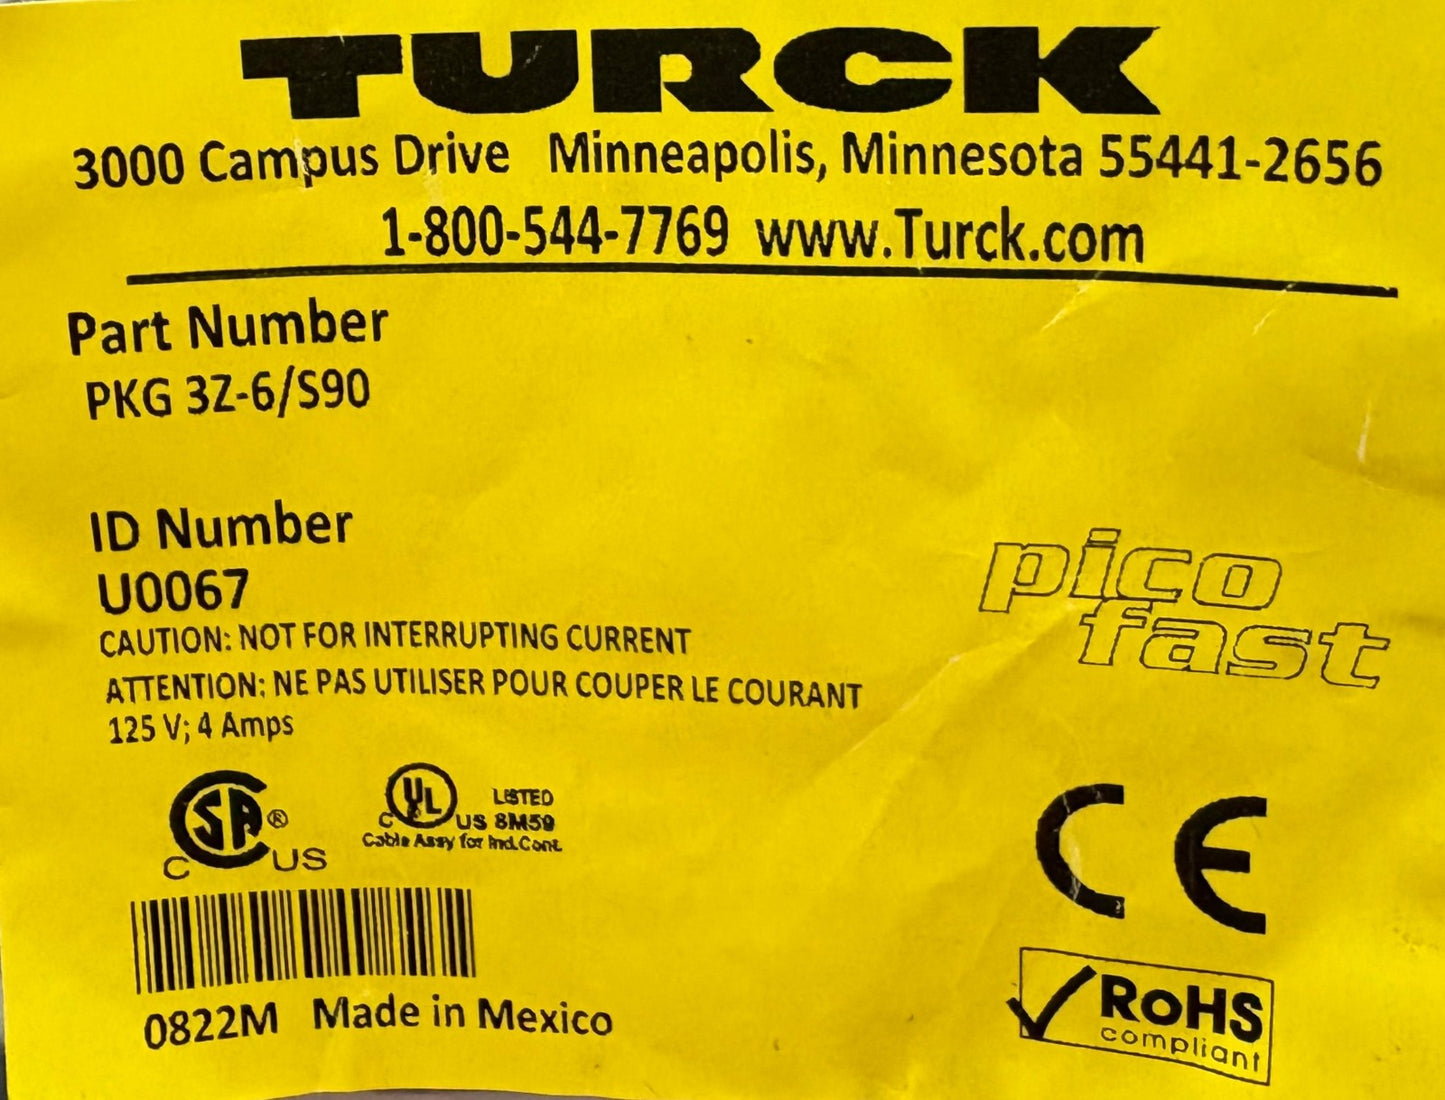 TURCK
3000 Campus Drive Minneapolis, Minnesota 55441-2656
1-800-544-7769 www.Turck.com
Part Number
PKG 3Z-6/S90
ID Number
U0067
CAUTION: NOT FOR INTERRUPTING CURRENT
ATTENTION: NE PAS UTILISER POUR COUPER LE COURANT
125 V; 4 Amps
pico
fast
C SA ® US
C UL US LISTED 8M59
Cable Assy for Ind.Cont.
CE
0822M Made in Mexico
RoHS
compliant